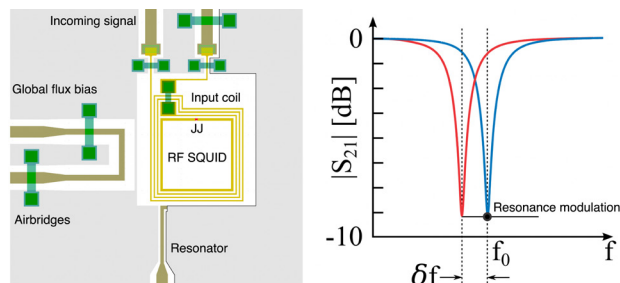 Incoming signal
Global flux bias
Input coil
JJ
RF SQUID
Airbridges
Resonator
0
|S21| [dB]
Resonance modulation
-10
f0
f
δf